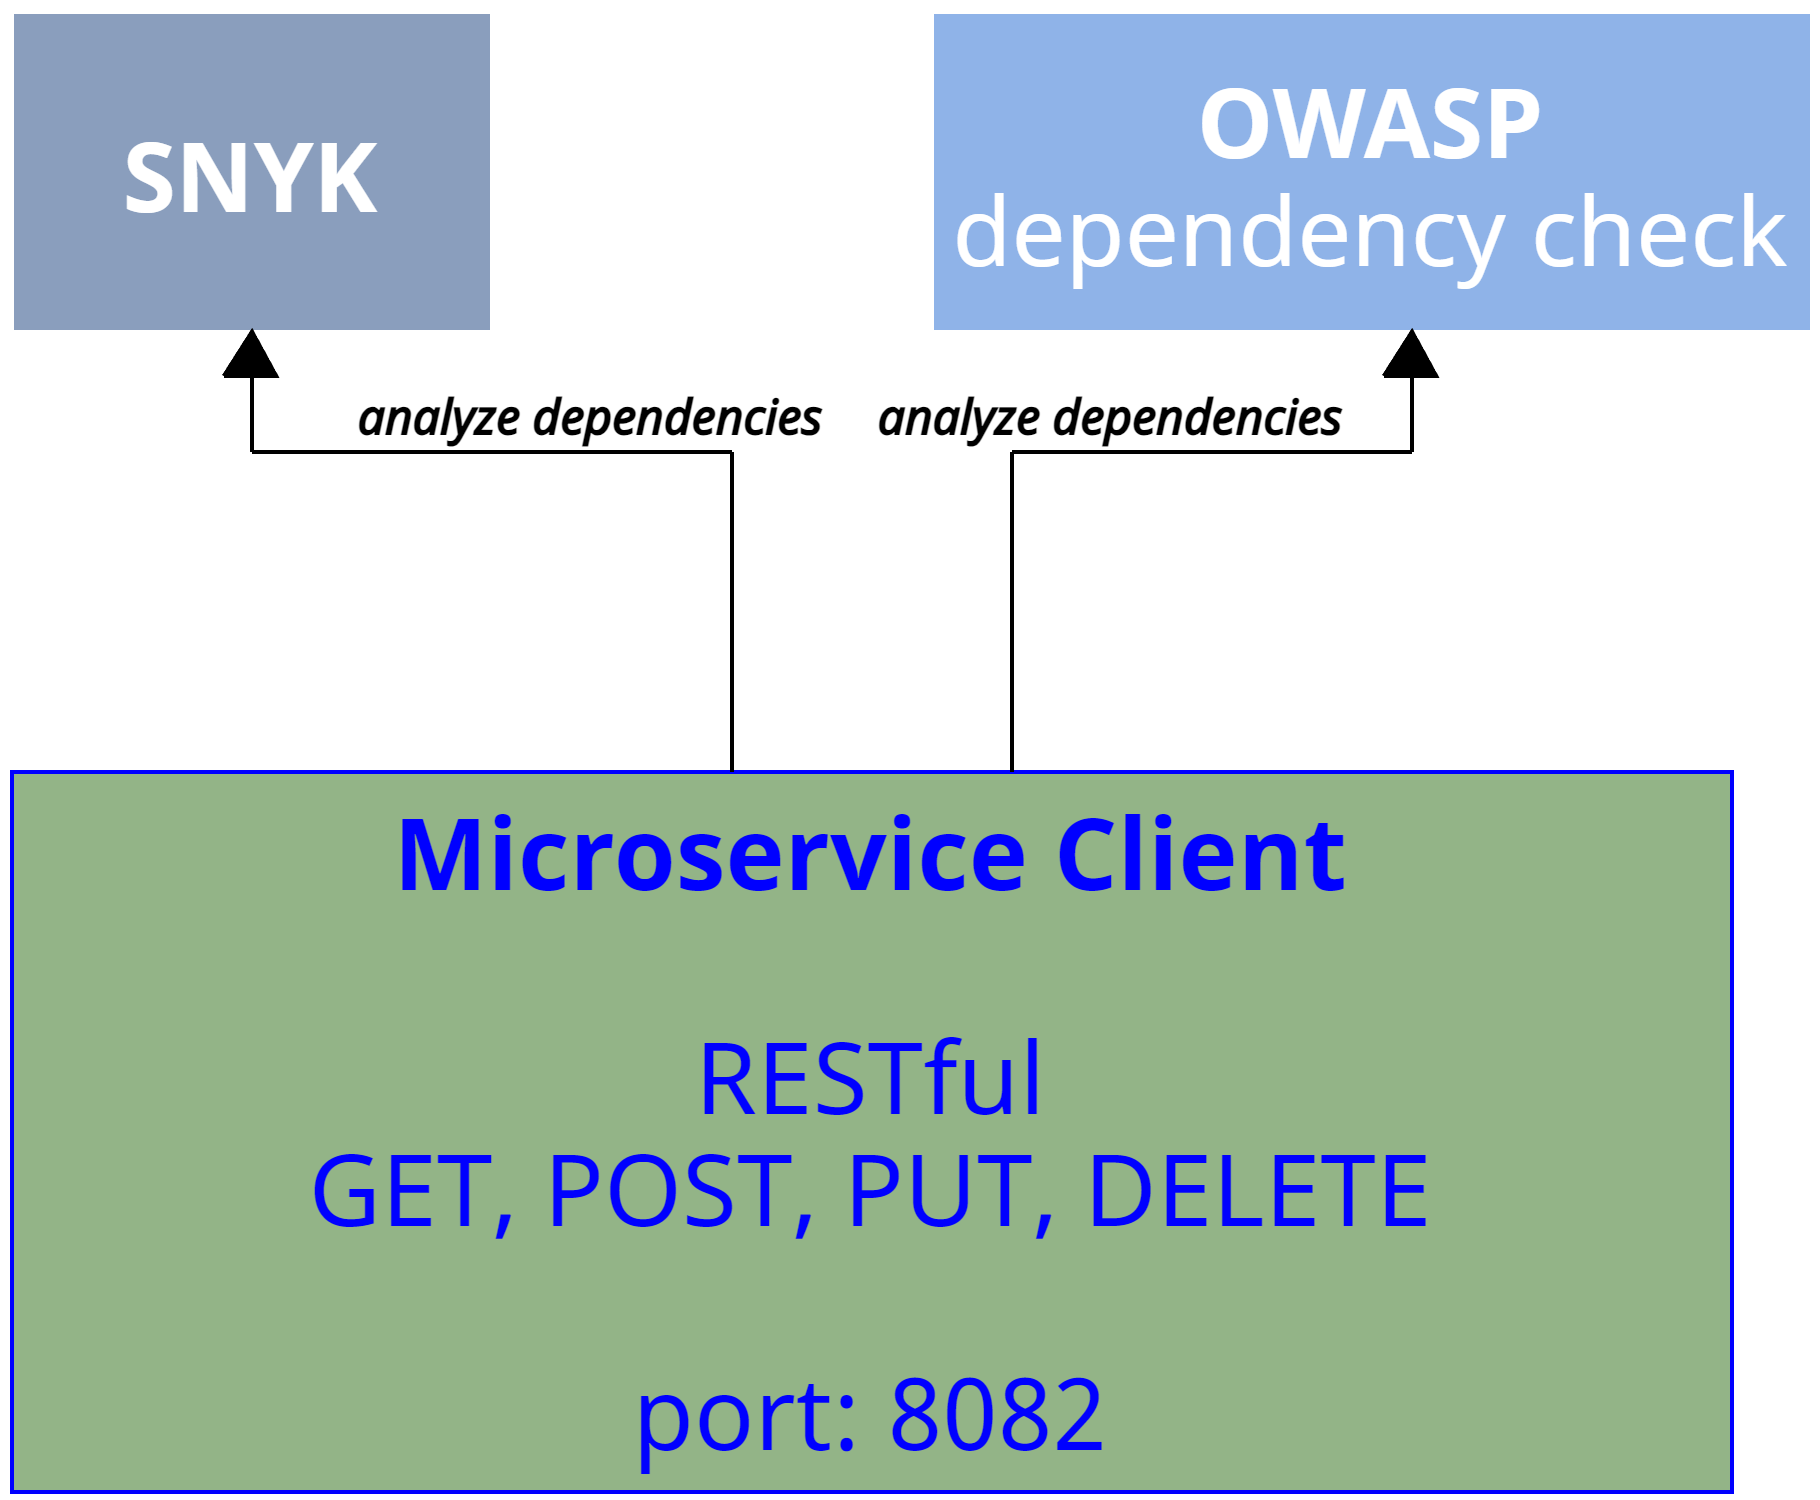 SNYK
OWASP
dependency check
analyze dependencies
analyze dependencies
Microservice Client
RESTful
GET, POST, PUT, DELETE
port: 8082